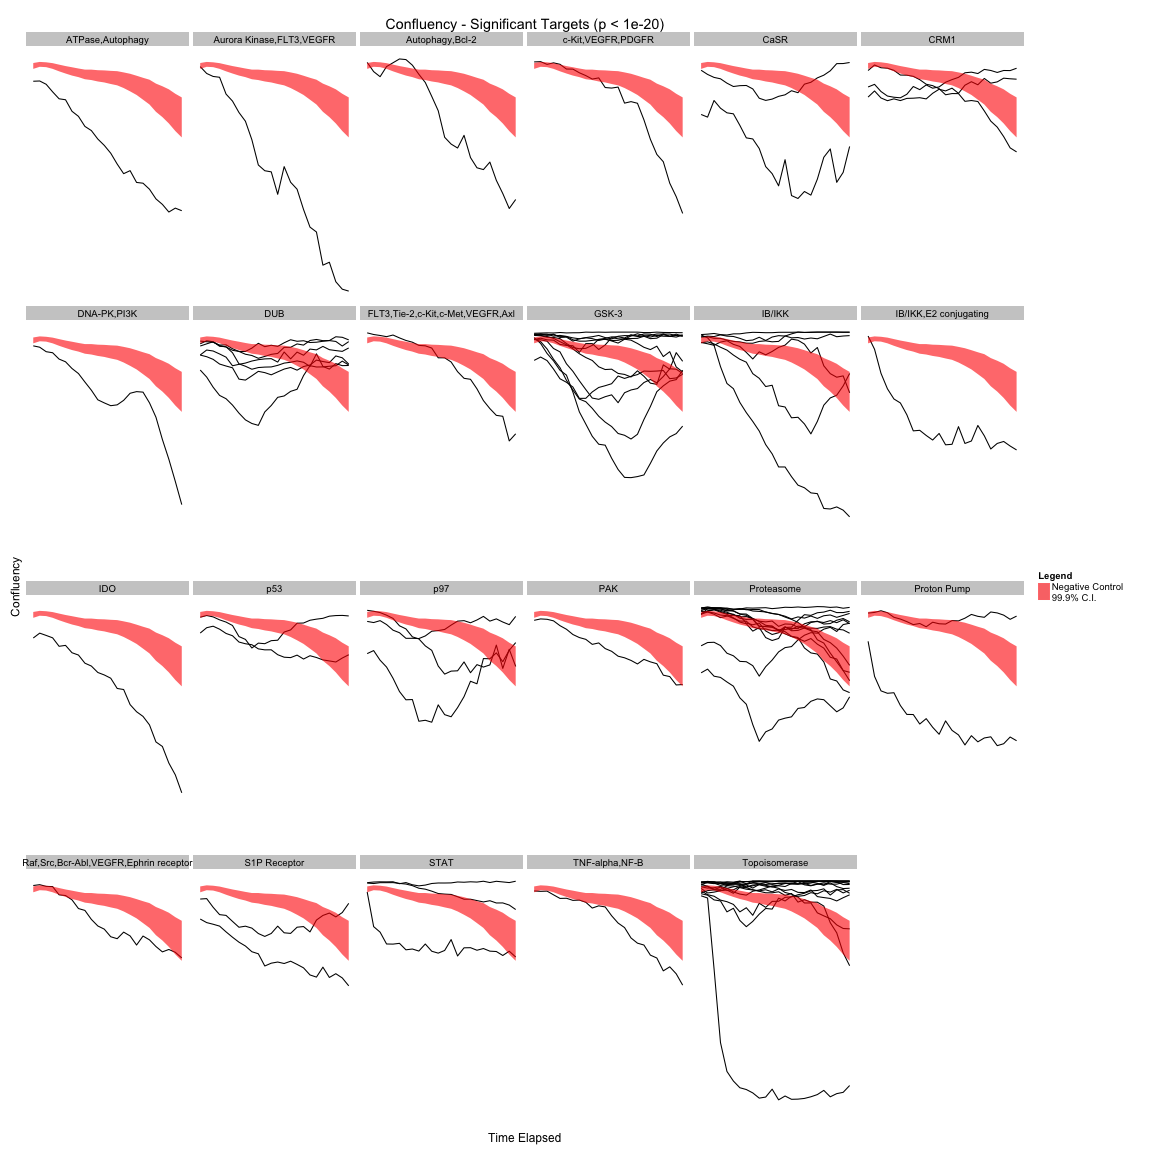 Confluency - Significant Targets (p < 1e-20)
ATPase,Autophagy
Aurora Kinase,FLT3,VEGFR
Autophagy,Bcl-2
c-Kit,VEGFR,PDGFR
CaSR
CRM1
DNA-PK,PI3K
DUB
FLT3,Tie-2,c-Kit,c-Met,VEGFR,Axl
GSK-3
IB/IKK
IB/IKK,E2 conjugating
IDO
p53
p97
PAK
Proteasome
Proton Pump
Raf,Src,Bcr-Abl,VEGFR,Ephrin receptor
S1P Receptor
STAT
TNF-alpha,NF-B
Topoisomerase
Confluency
Time Elapsed
Legend
Negative Control
99.9% C.I.